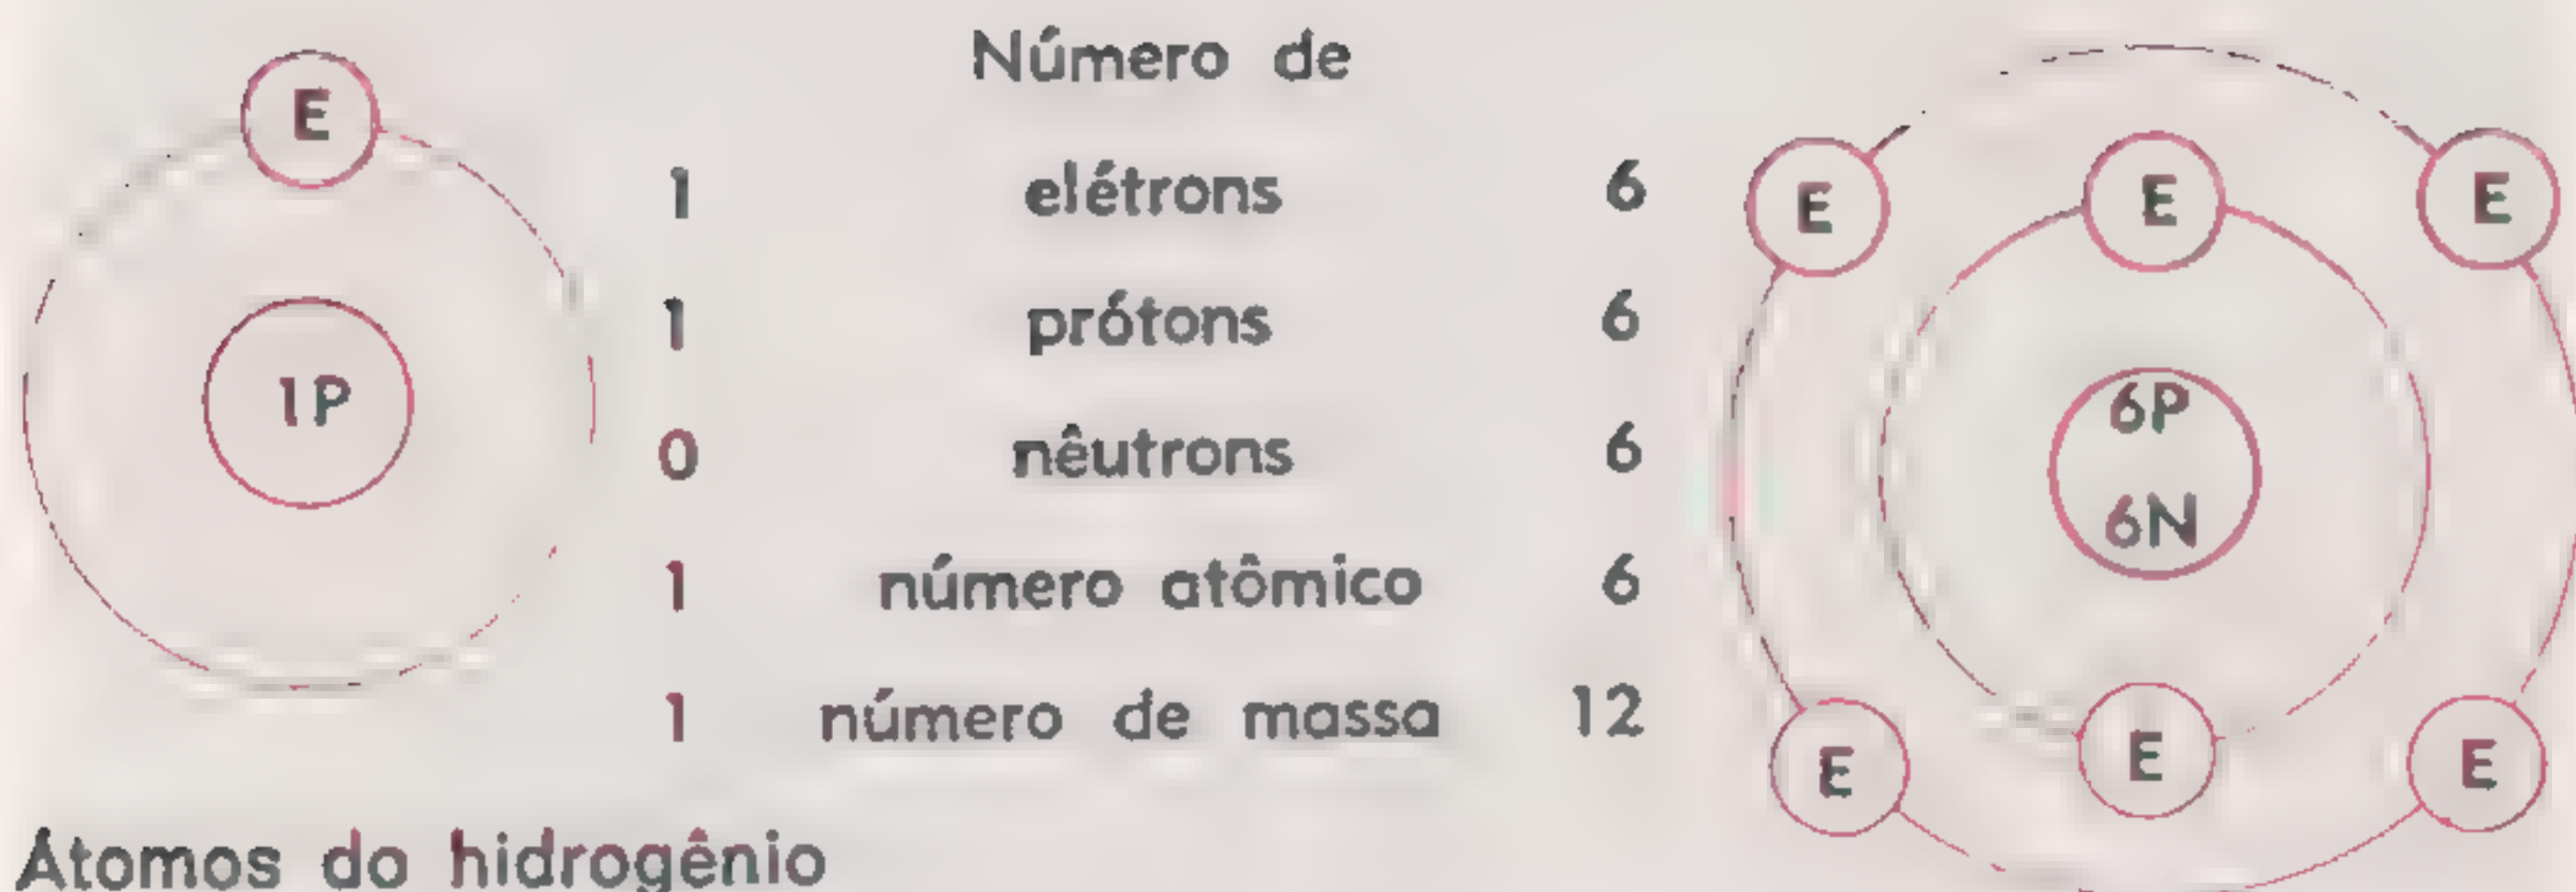 E
1P
Número de
1 elétrons 6
1 prótons 6
0 nêutrons 6
1 número atômico 6
1 número de massa 12
E E E
6P
6N
E E E
Átomos do hidrogênio